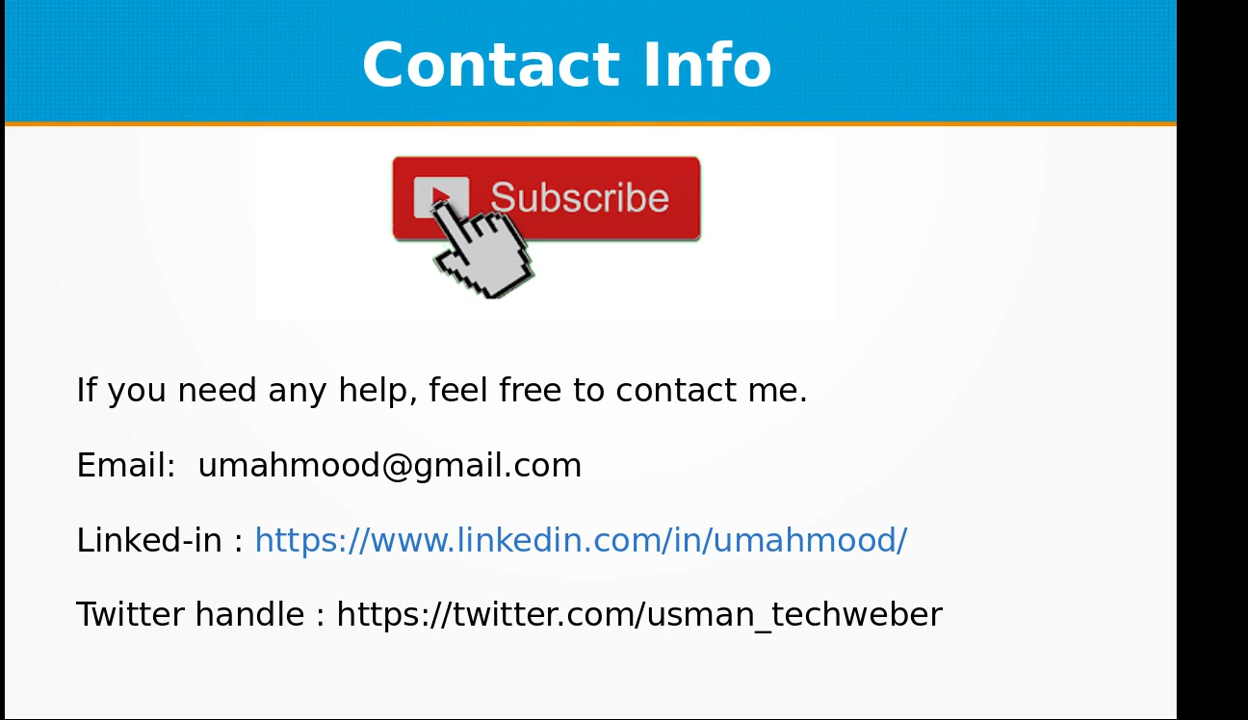 Contact Info
Subscribe
If you need any help, feel free to contact me.
Email:  umahmood@gmail.com
Linked-in : https://www.linkedin.com/in/umahmood/
Twitter handle : https://twitter.com/usman_techweber